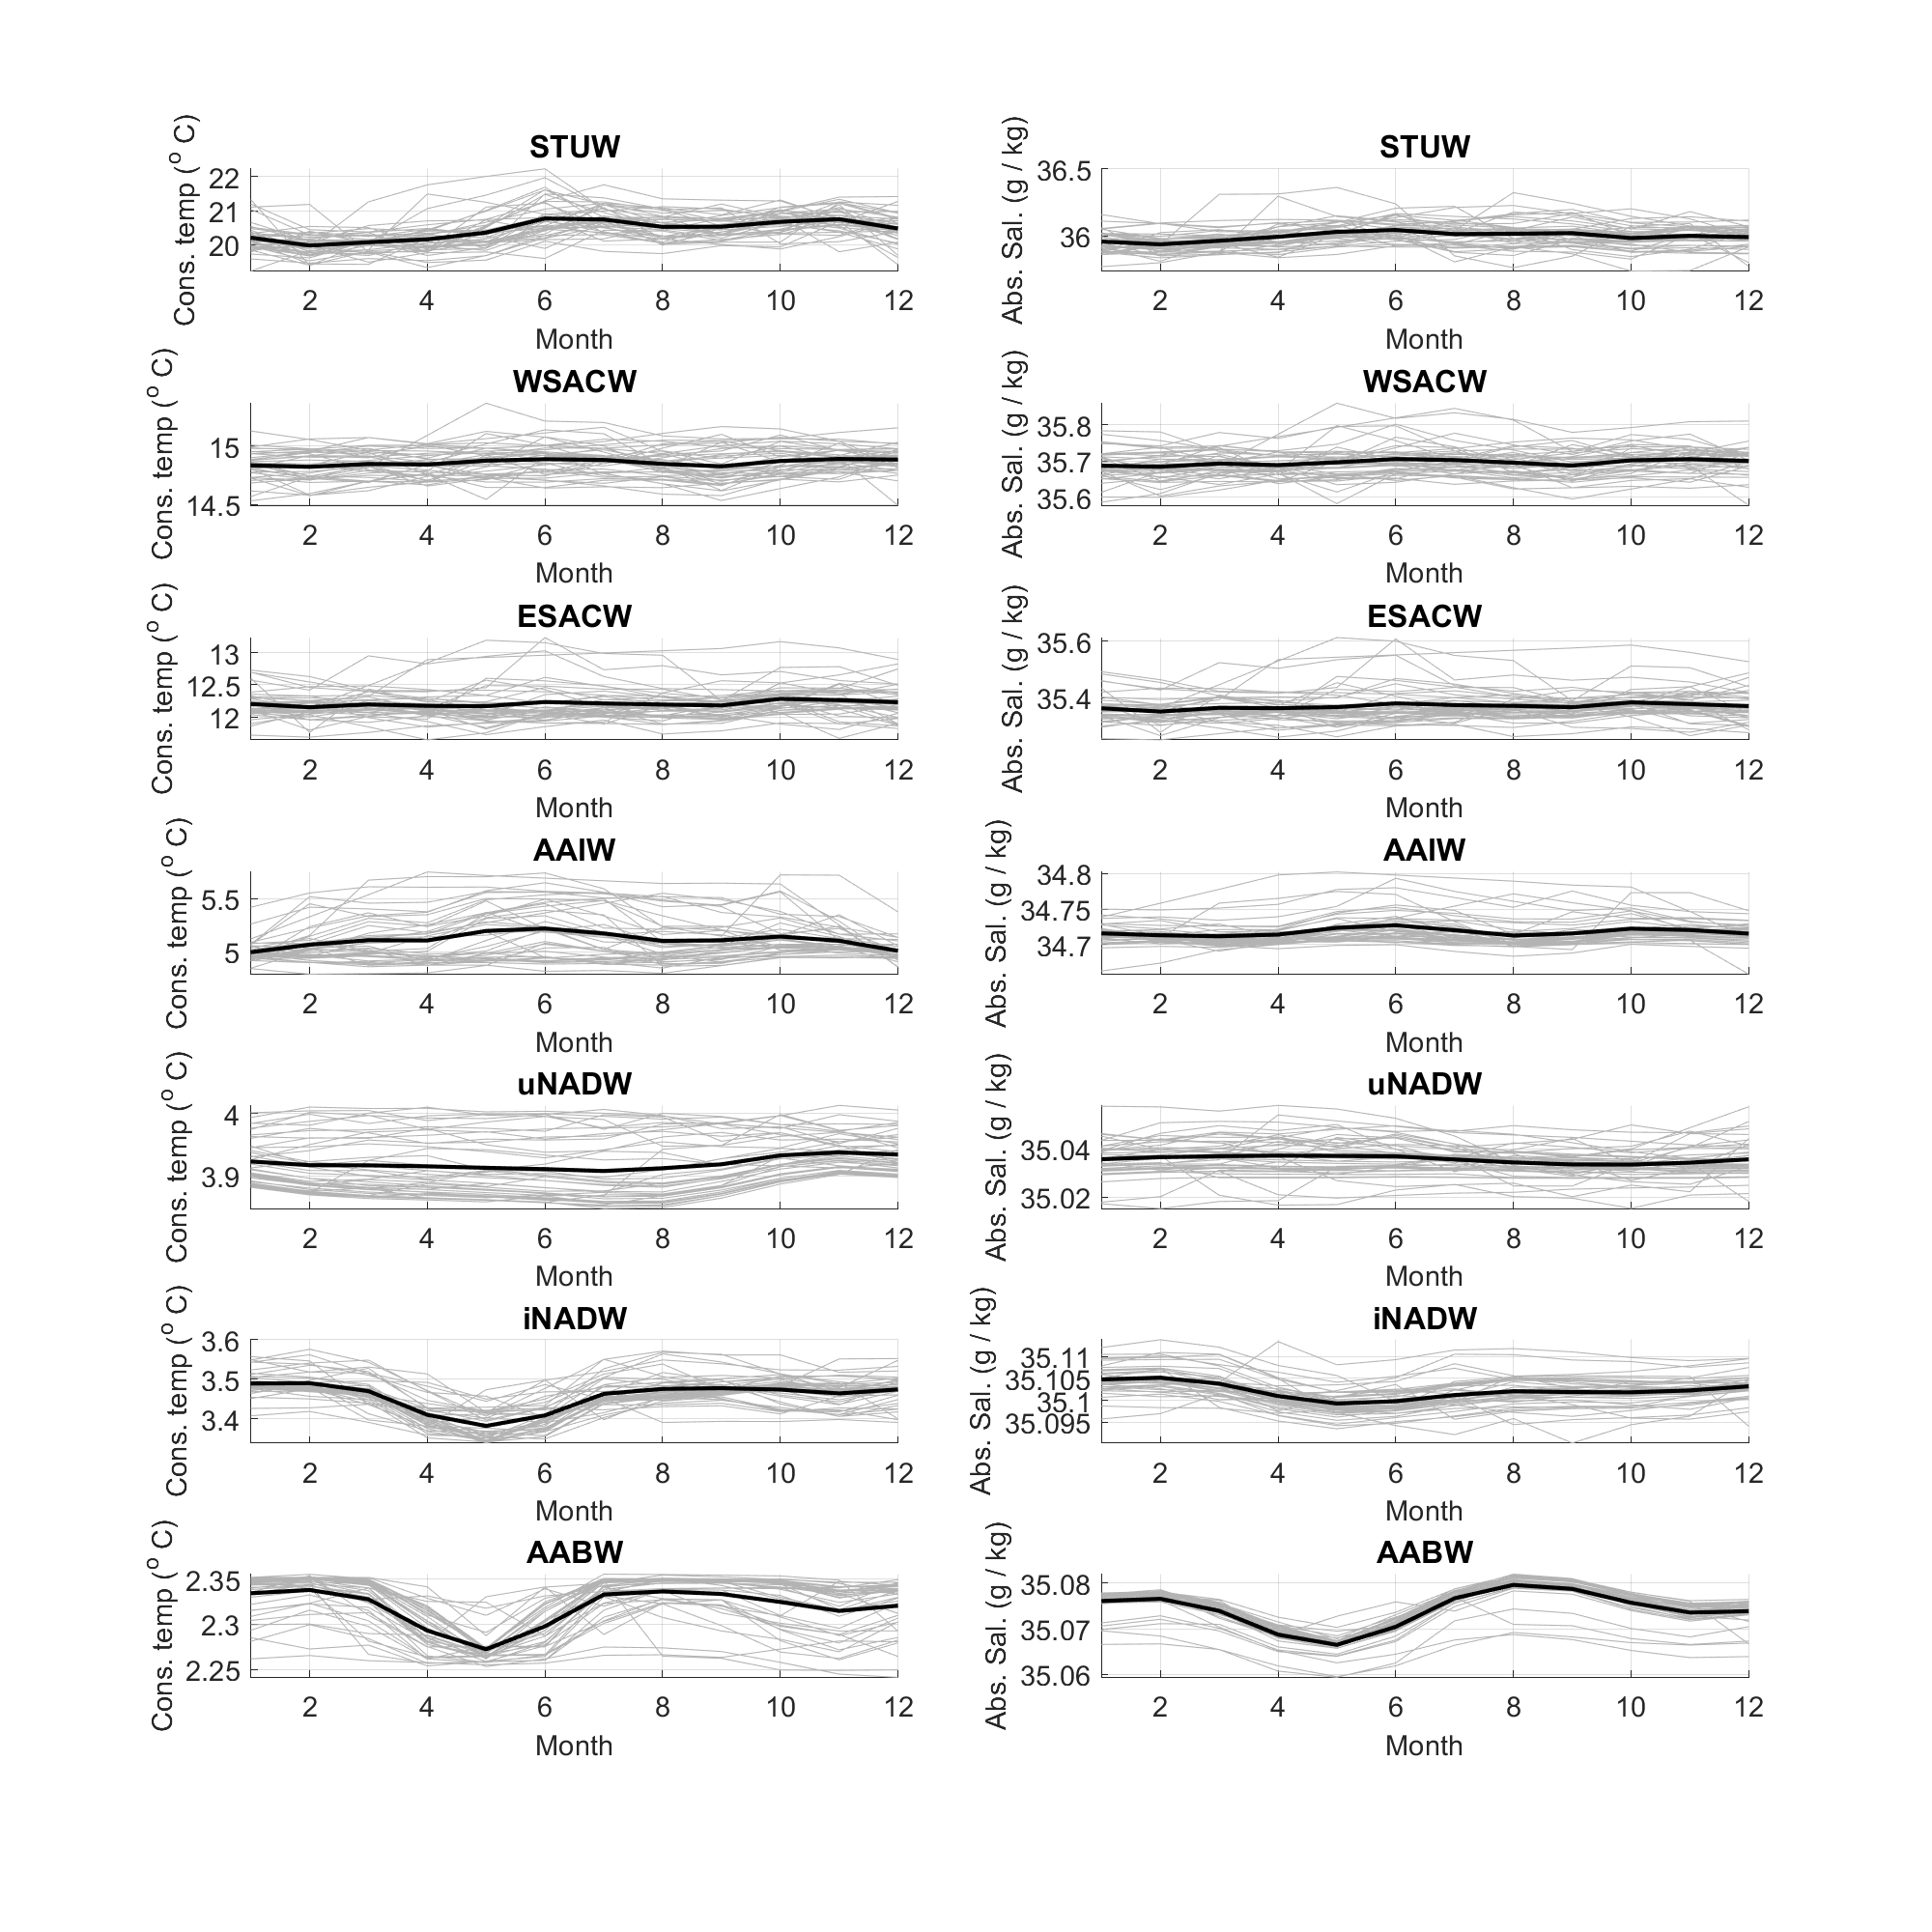 STUW
Cons. temp (° C)
22
21
20
2 4 6 8 10 12
Month
STUW
Abs. Sal. (g / kg)
36.5
36
2 4 6 8 10 12
Month
WSACW
Cons. temp (° C)
15
14.5
2 4 6 8 10 12
Month
WSACW
Abs. Sal. (g / kg)
35.8
35.7
35.6
2 4 6 8 10 12
Month
ESACW
Cons. temp (° C)
13
12.5
12
2 4 6 8 10 12
Month
ESACW
Abs. Sal. (g / kg)
35.6
35.4
2 4 6 8 10 12
Month
AAIW
Cons. temp (° C)
5.5
5
2 4 6 8 10 12
Month
AAIW
Abs. Sal. (g / kg)
34.8
34.75
34.7
2 4 6 8 10 12
Month
uNADW
Cons. temp (° C)
4
3.9
2 4 6 8 10 12
Month
uNADW
Abs. Sal. (g / kg)
35.04
35.02
2 4 6 8 10 12
Month
iNADW
Cons. temp (° C)
3.6
3.5
3.4
2 4 6 8 10 12
Month
iNADW
Abs. Sal. (g / kg)
35.11
35.105
35.1
35.095
2 4 6 8 10 12
Month
AABW
Cons. temp (° C)
2.35
2.3
2.25
2 4 6 8 10 12
Month
AABW
Abs. Sal. (g / kg)
35.08
35.07
35.06
2 4 6 8 10 12
Month